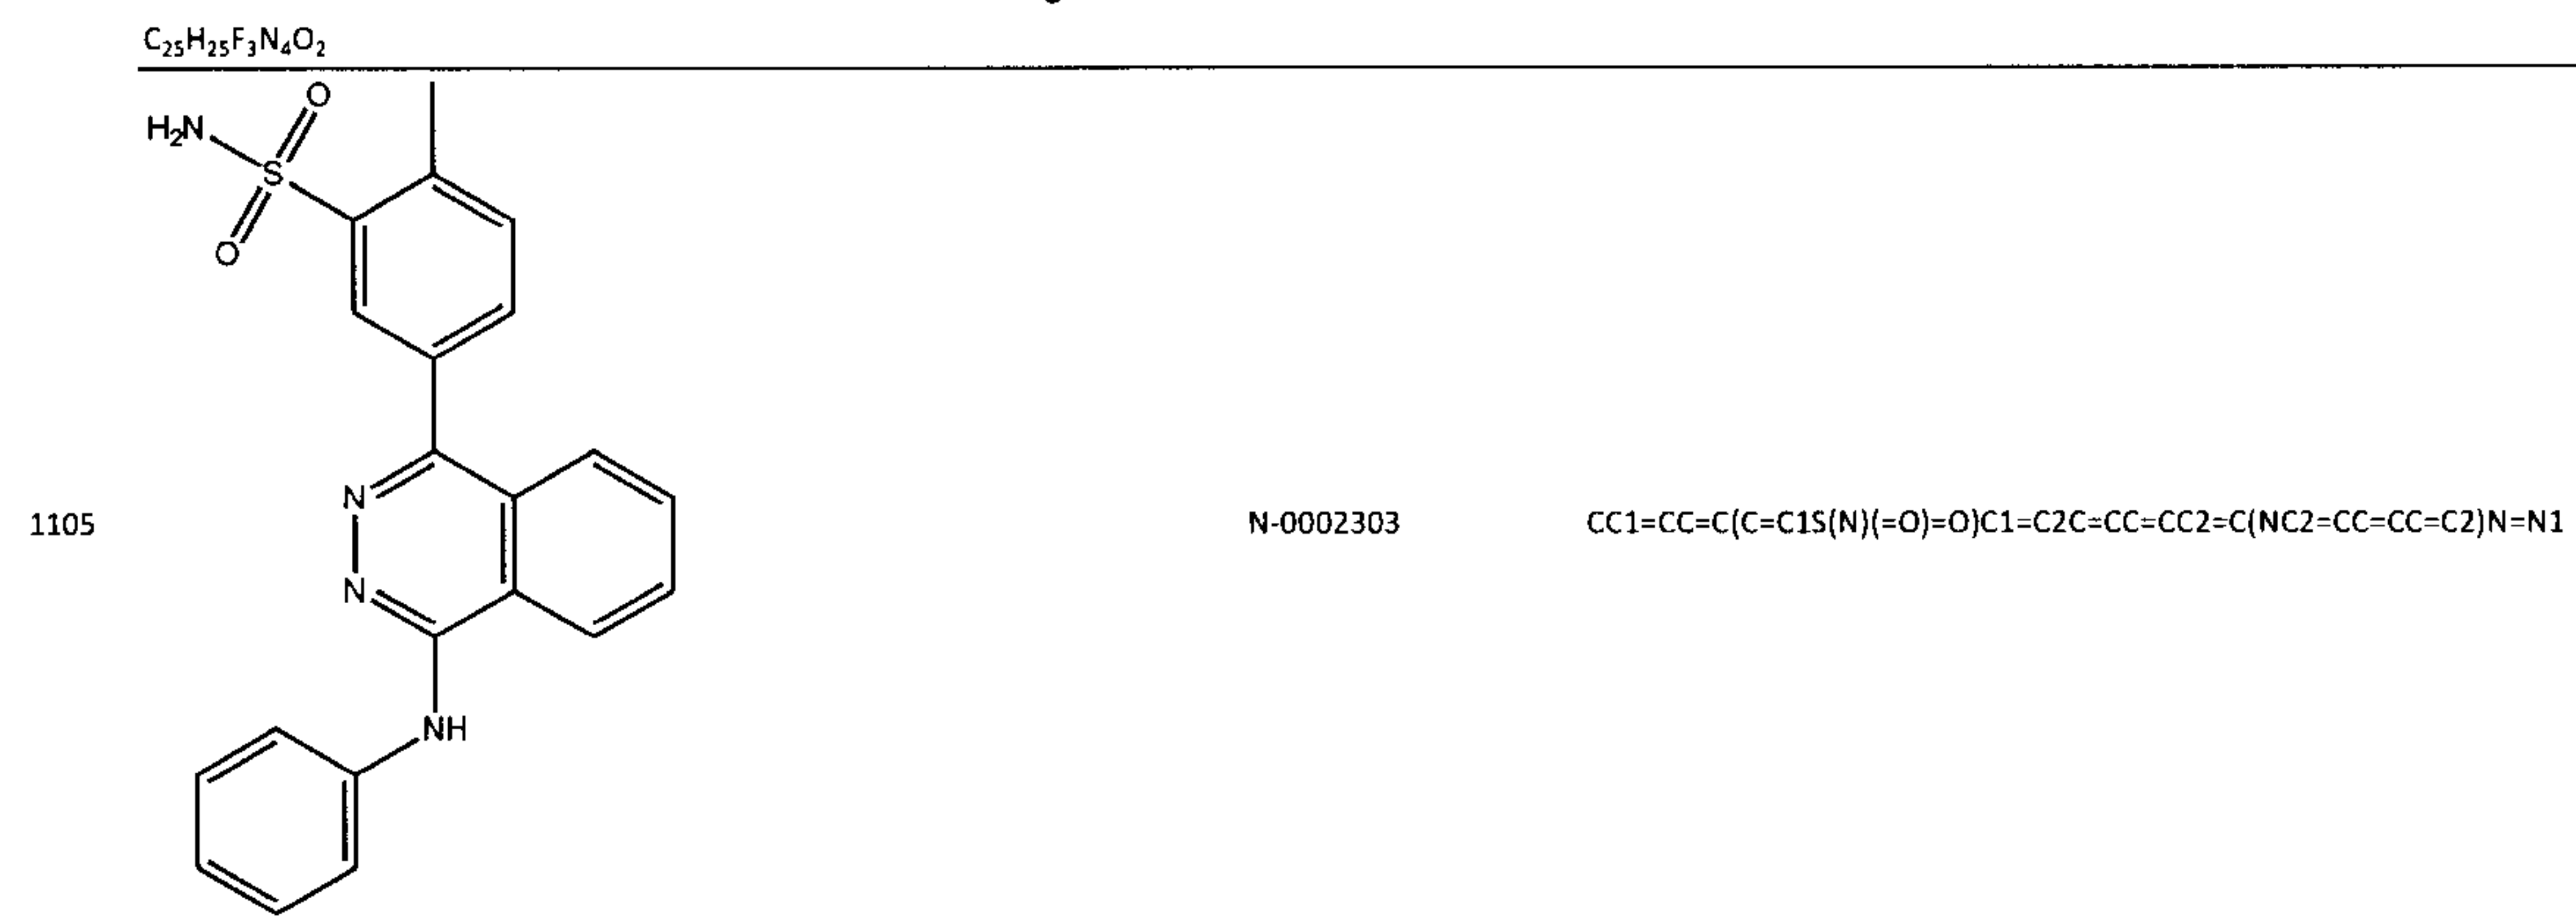 C₂₅H₂₅F₃N₄O₂
O
H₂N
S
O
N
1105 N-0002303 CC1=CC=C(C=C1S(N)(=O)=O)C1=C2C=CC=CC2=C(NC2=CC=CC=C2)N=N1
N
NH